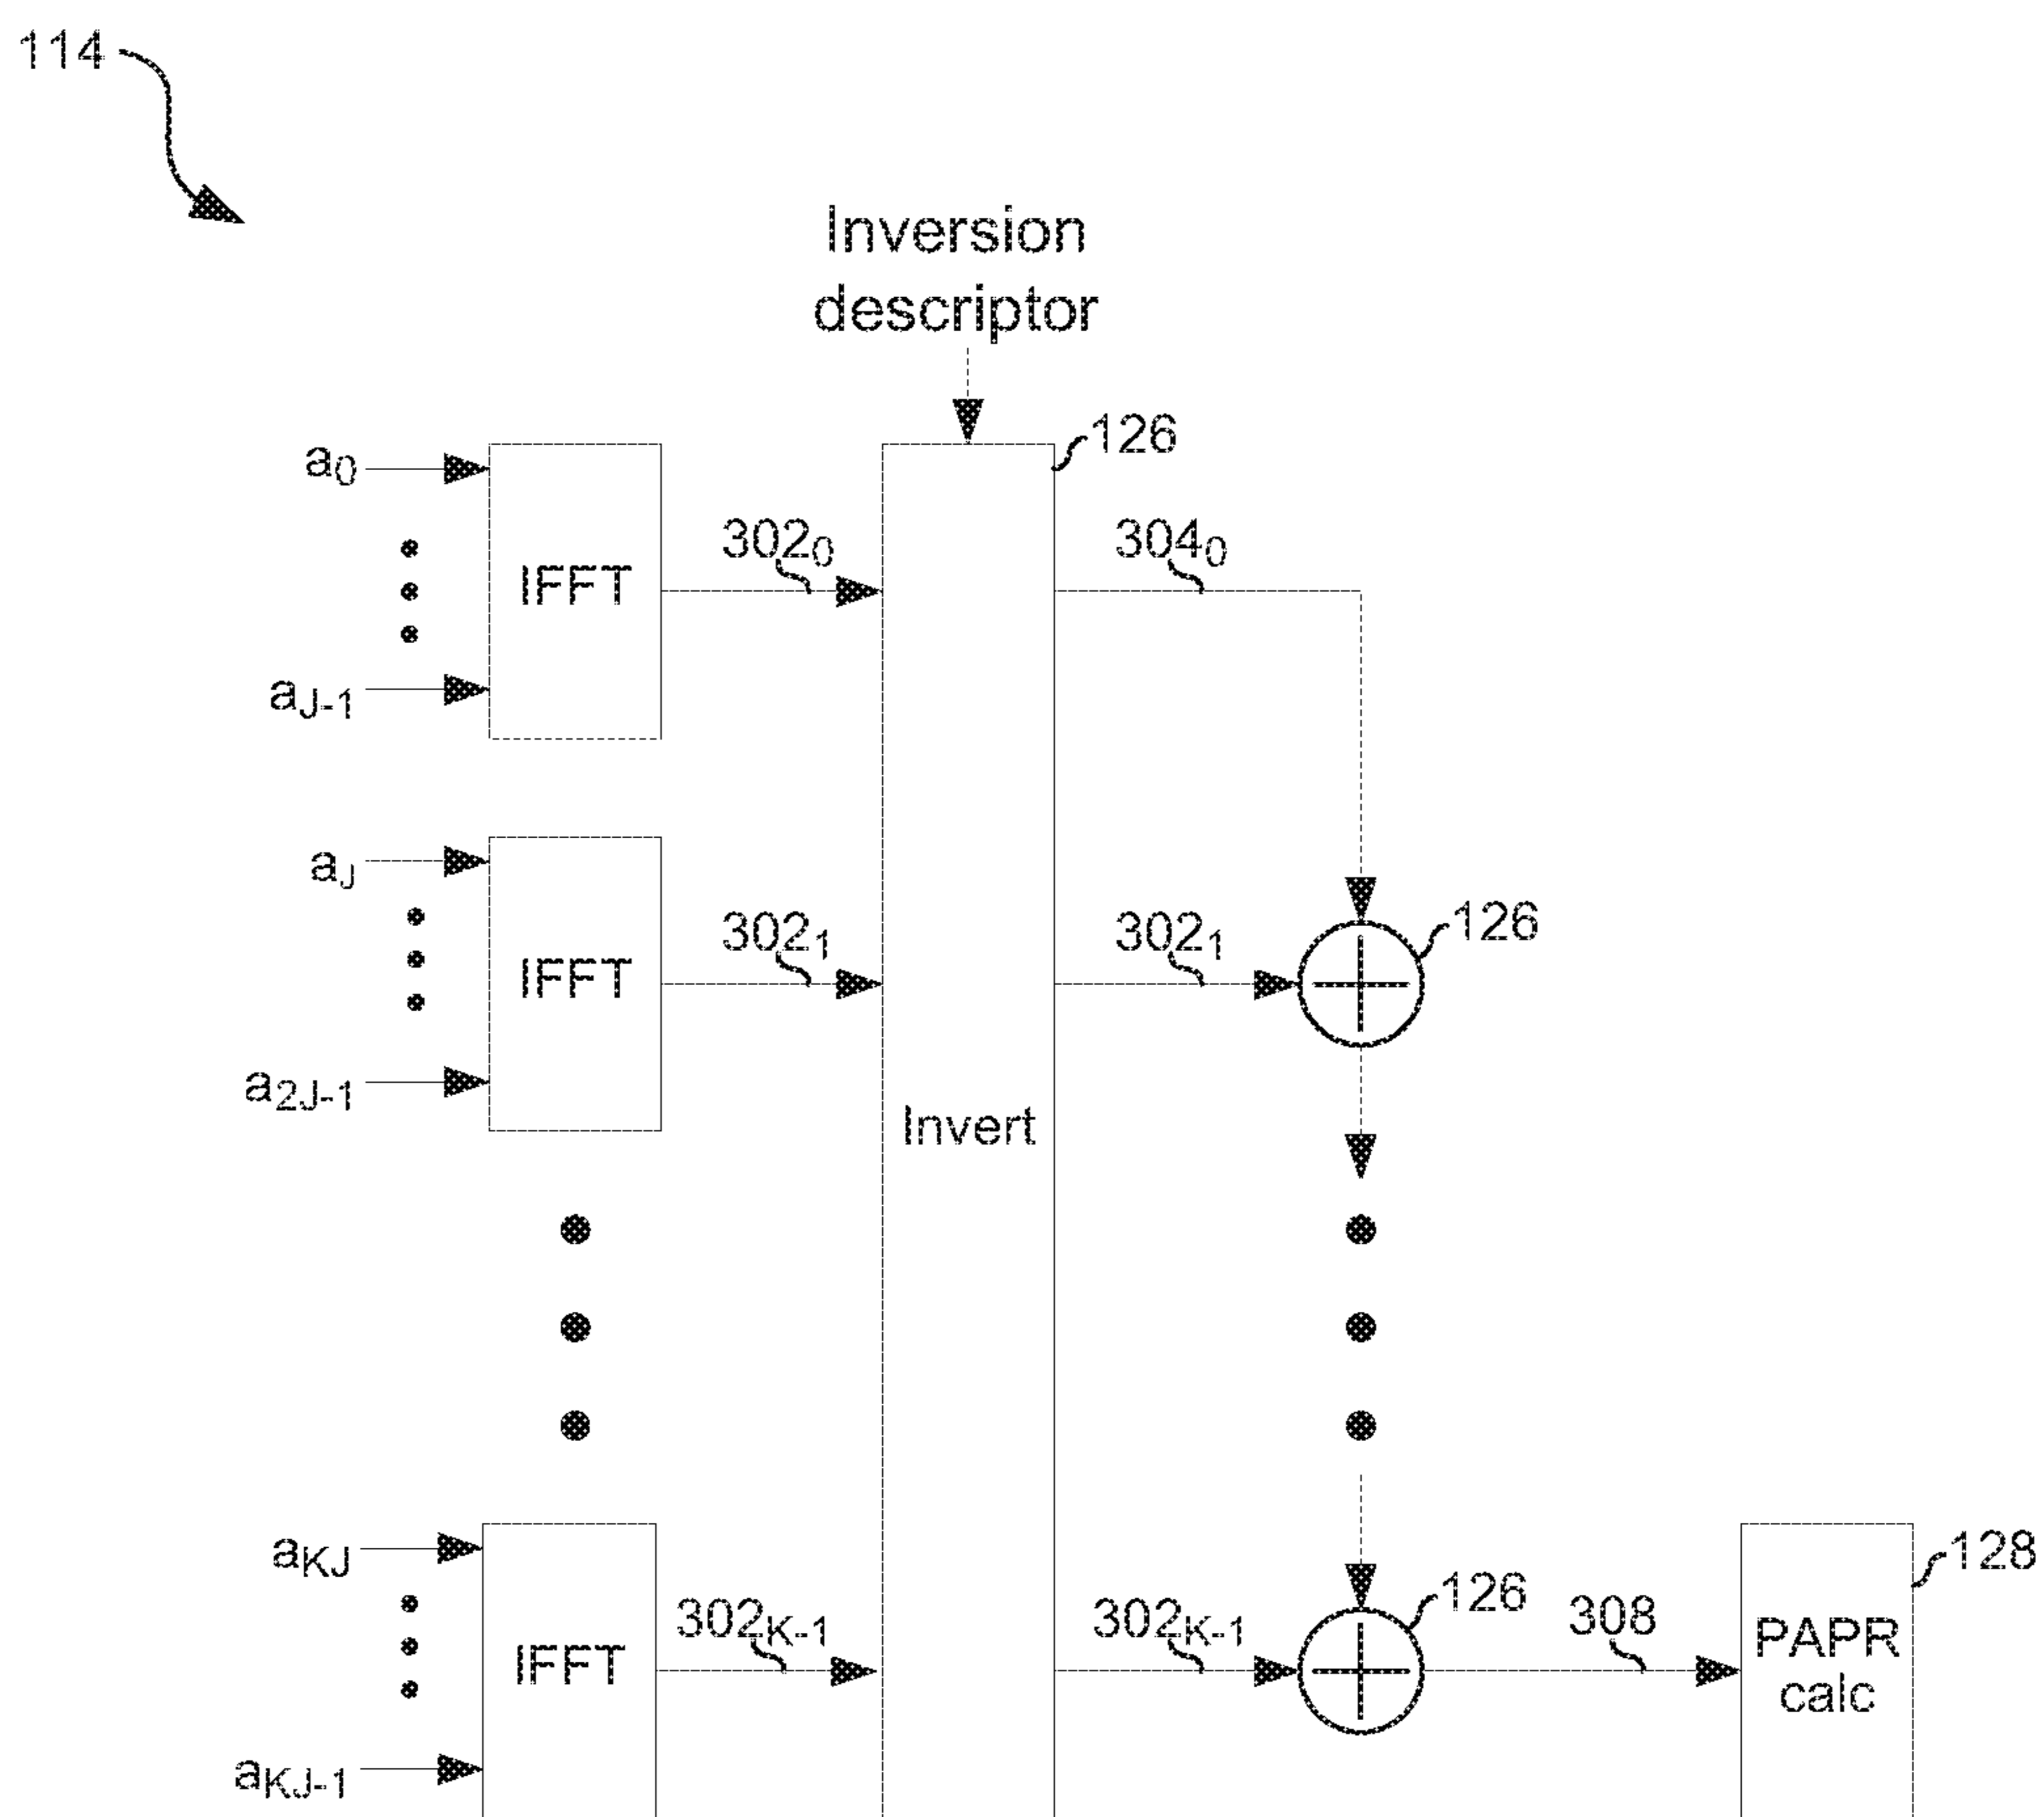 114
Inversion
descriptor
126
a0
3020
3040
IFFT
aJ-1
aJ
3021
3021
126
IFFT
a2J-1
Invert
aKJ
302K-1
302K-1
126
308
128
IFFT
PAPR
calc
aKJ-1